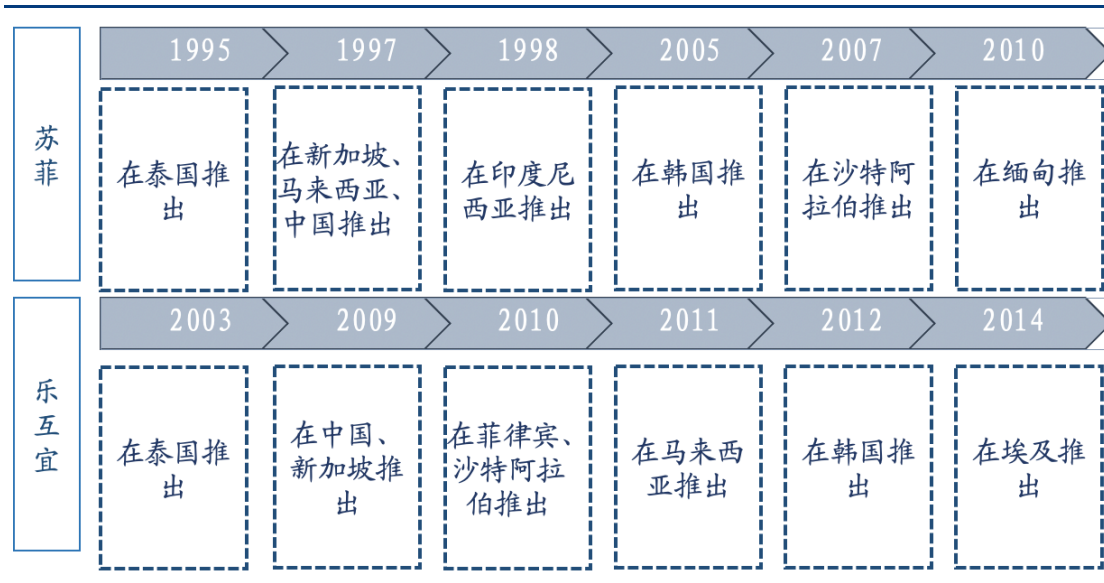 苏菲
1995
1997
1998
2005
2007
2010
在泰国推
出
在新加坡、
马来西亚、
中国推出
在印度尼
西亚推出
在韩国推
出
在沙特阿
拉伯推出
在缅甸推
出
乐互宜
2003
2009
2010
2011
2012
2014
在泰国推
出
在中国、
新加坡推
出
在菲律宾、
沙特阿拉
伯推出
在马来西
亚推出
在韩国推
出
在埃及推
出